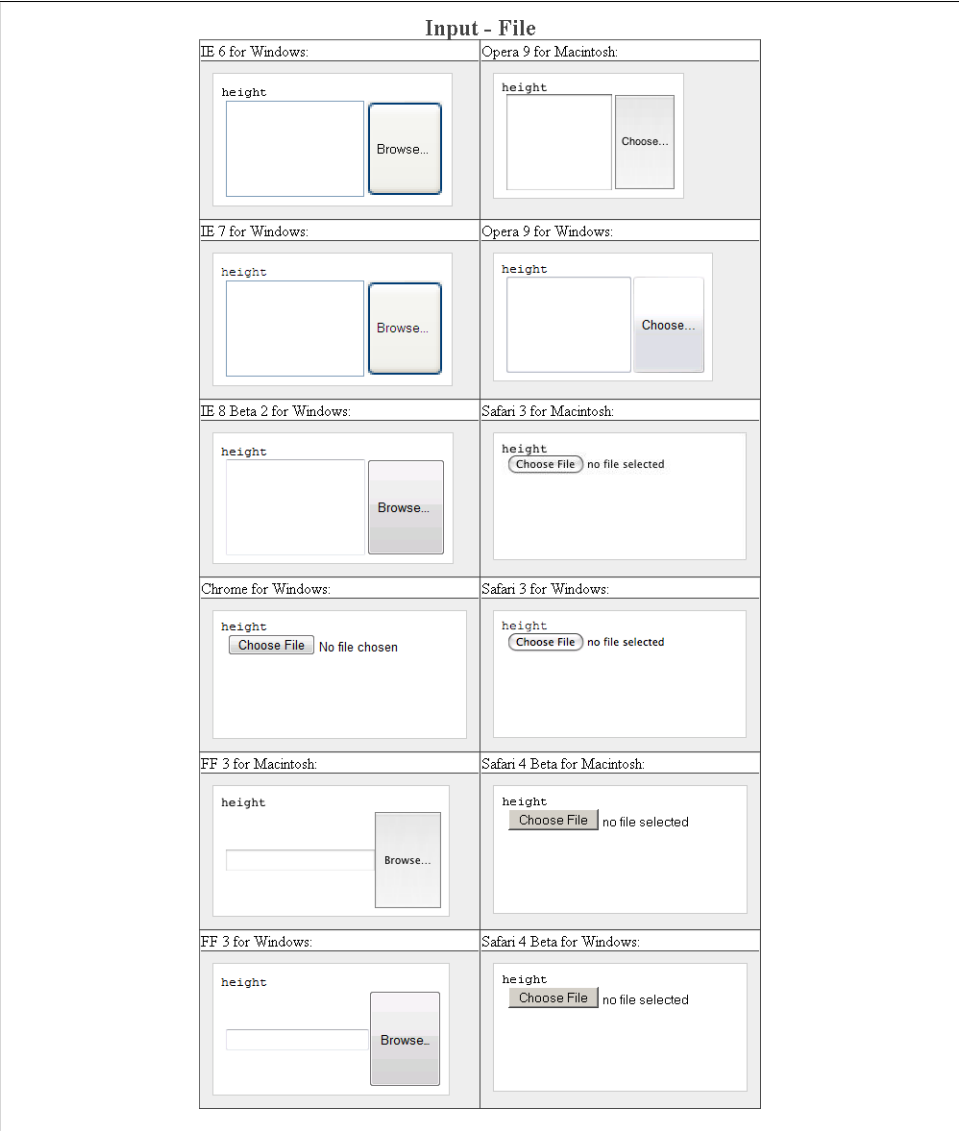 Input - File
IE 6 for Windows:
height
Browse...
Opera 9 for Macintosh:
height
Choose...
IE 7 for Windows:
height
Browse...
Opera 9 for Windows:
height
Choose...
IE 8 Beta 2 for Windows:
height
Browse...
Safari 3 for Macintosh:
height
Choose File no file selected
Chrome for Windows:
height
Choose File No file chosen
Safari 3 for Windows:
height
Choose File no file selected
FF 3 for Macintosh:
height
Browse...
Safari 4 Beta for Macintosh:
height
Choose File no file selected
FF 3 for Windows:
height
Browse..
Safari 4 Beta for Windows:
height
Choose File no file selected